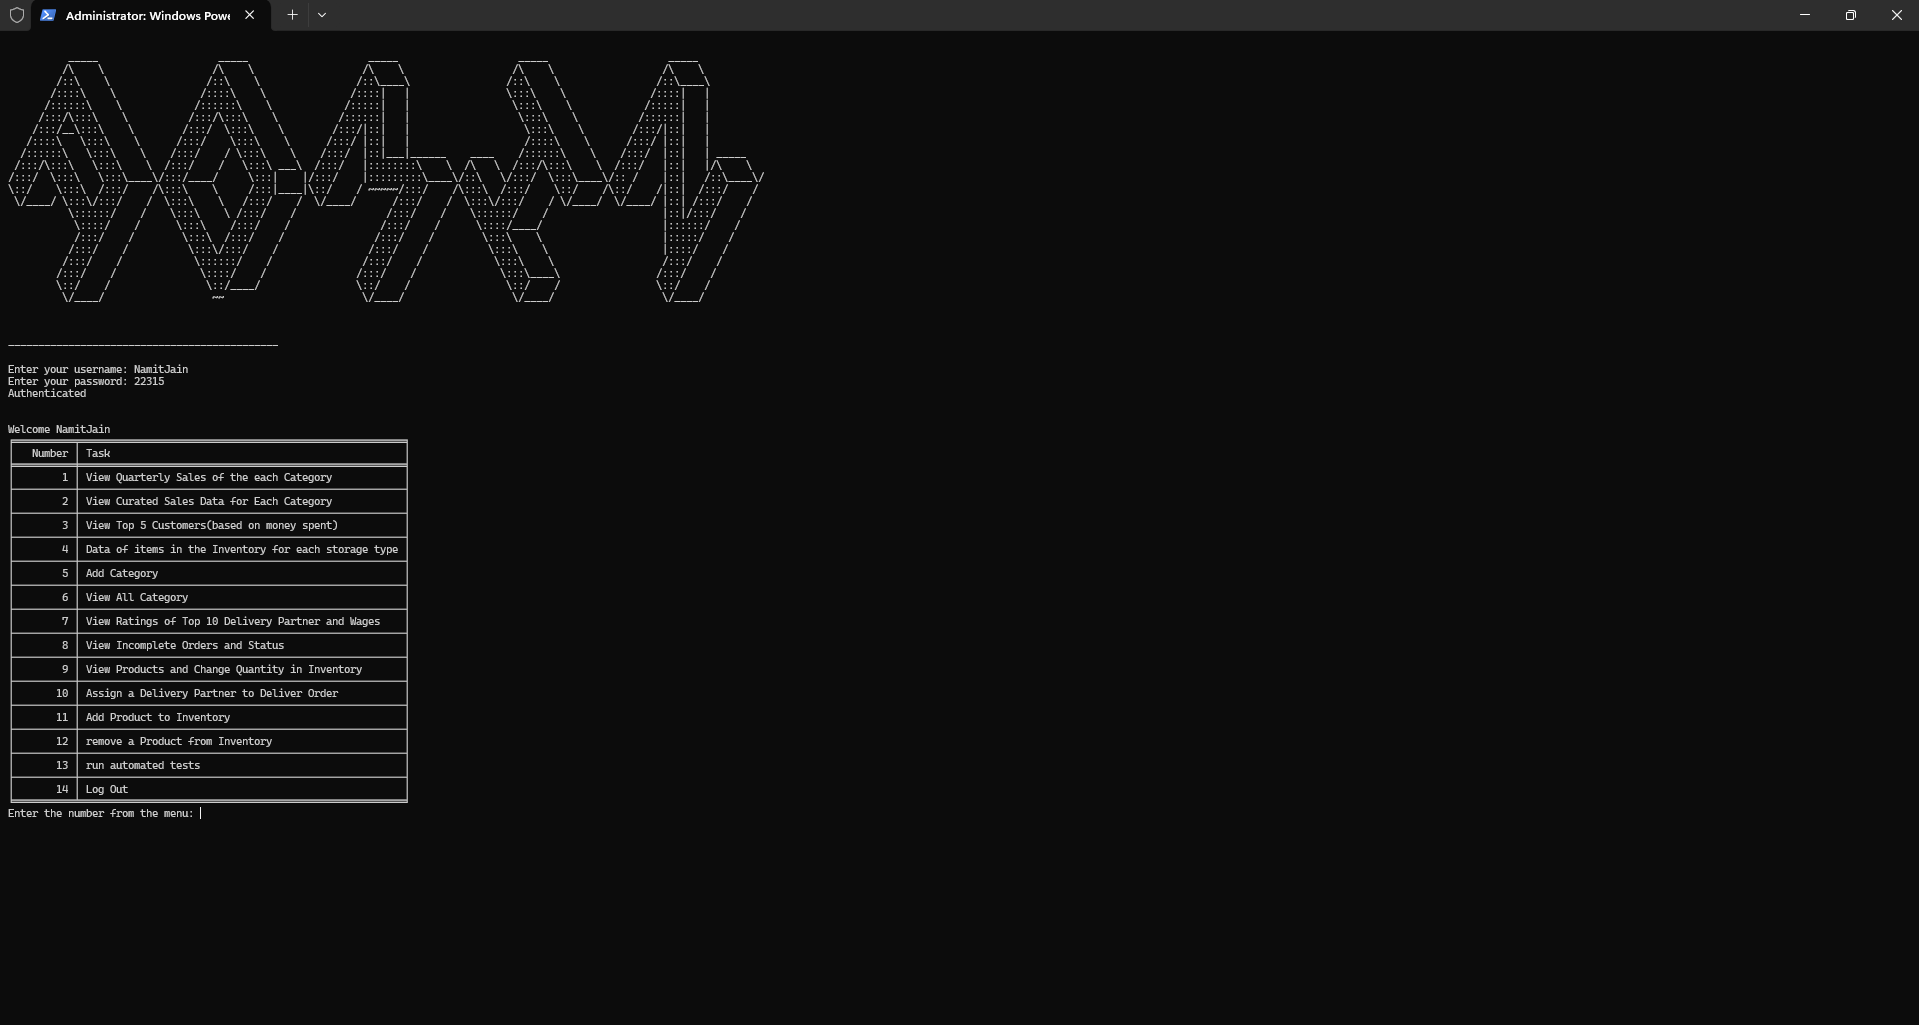 Administrator: Windows Powe
ADMIN
Enter your username: NamitJain
Enter your password: 22315
Authenticated
Welcome NamitJain
Number Task
1 View Quarterly Sales of the each Category
2 View Curated Sales Data for Each Category
3 View Top 5 Customers(based on money spent)
4 Data of items in the Inventory for each storage type
5 Add Category
6 View All Category
7 View Ratings of Top 10 Delivery Partner and Wages
8 View Incomplete Orders and Status
9 View Products and Change Quantity in Inventory
10 Assign a Delivery Partner to Deliver Order
11 Add Product to Inventory
12 remove a Product from Inventory
13 run automated tests
14 Log Out
Enter the number from the menu: